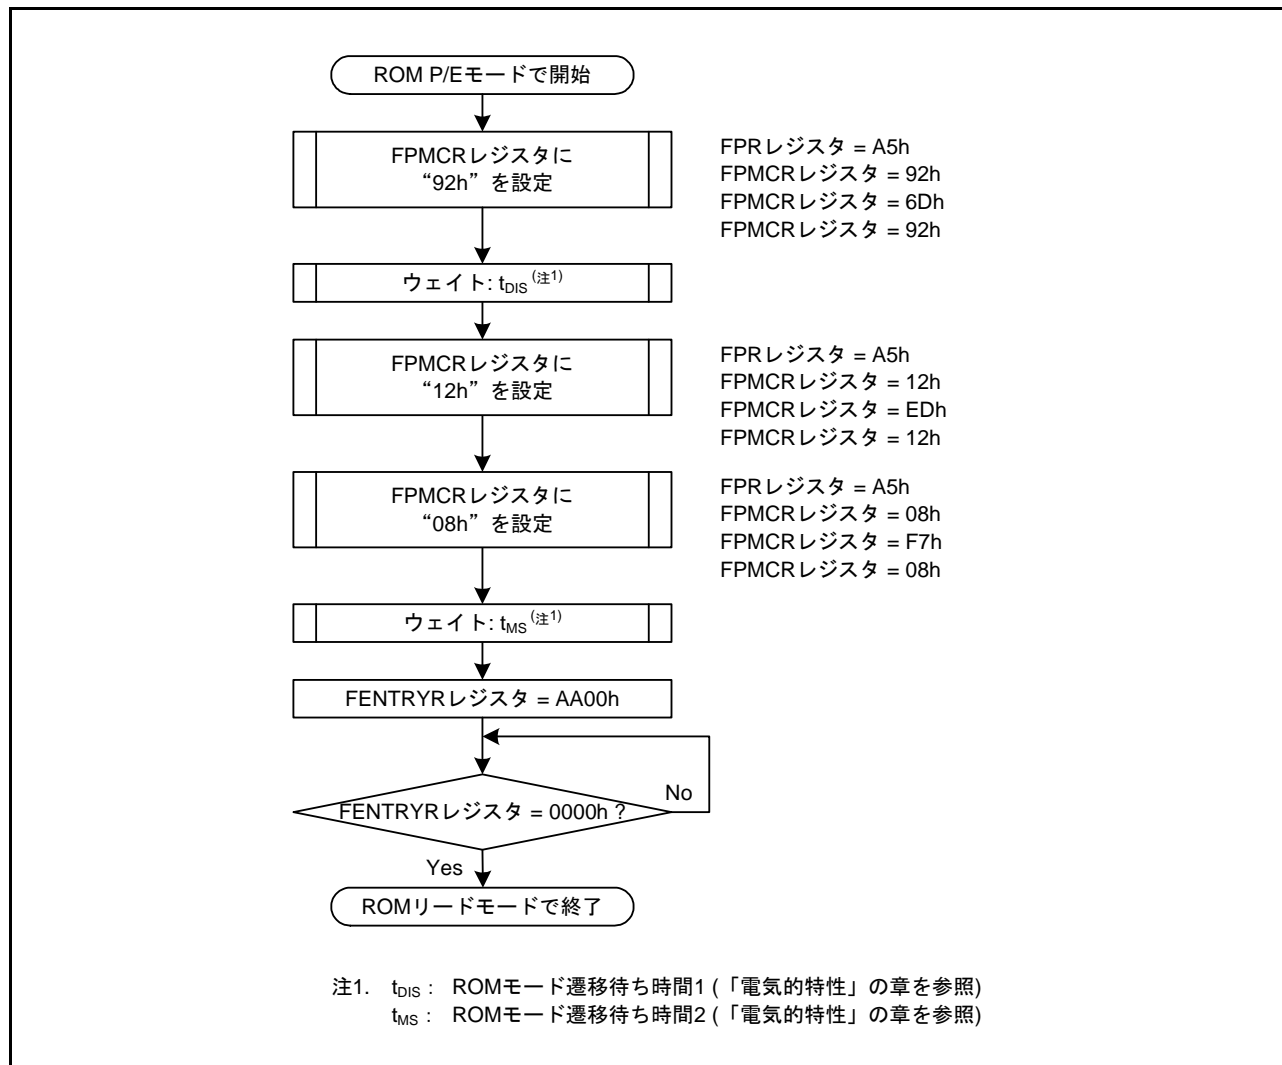 ROM P/Eモードで開始
FPMCRレジスタに
“92h” を設定
FPRレジスタ = A5h
FPMCRレジスタ = 92h
FPMCRレジスタ = 6Dh
FPMCRレジスタ = 92h
ウェイト: tDIS (注1)
FPMCRレジスタに
“12h” を設定
FPRレジスタ = A5h
FPMCRレジスタ = 12h
FPMCRレジスタ = EDh
FPMCRレジスタ = 12h
FPMCRレジスタに
“08h” を設定
FPRレジスタ = A5h
FPMCRレジスタ = 08h
FPMCRレジスタ = F7h
FPMCRレジスタ = 08h
ウェイト: tMS (注1)
FENTRYRレジスタ = AA00h
FENTRYRレジスタ = 0000h ?
No
Yes
ROMリードモードで終了
注1. tDIS : ROMモード遷移待ち時間1 (「電気的特性」の章を参照)
tMS : ROMモード遷移待ち時間2 (「電気的特性」の章を参照)